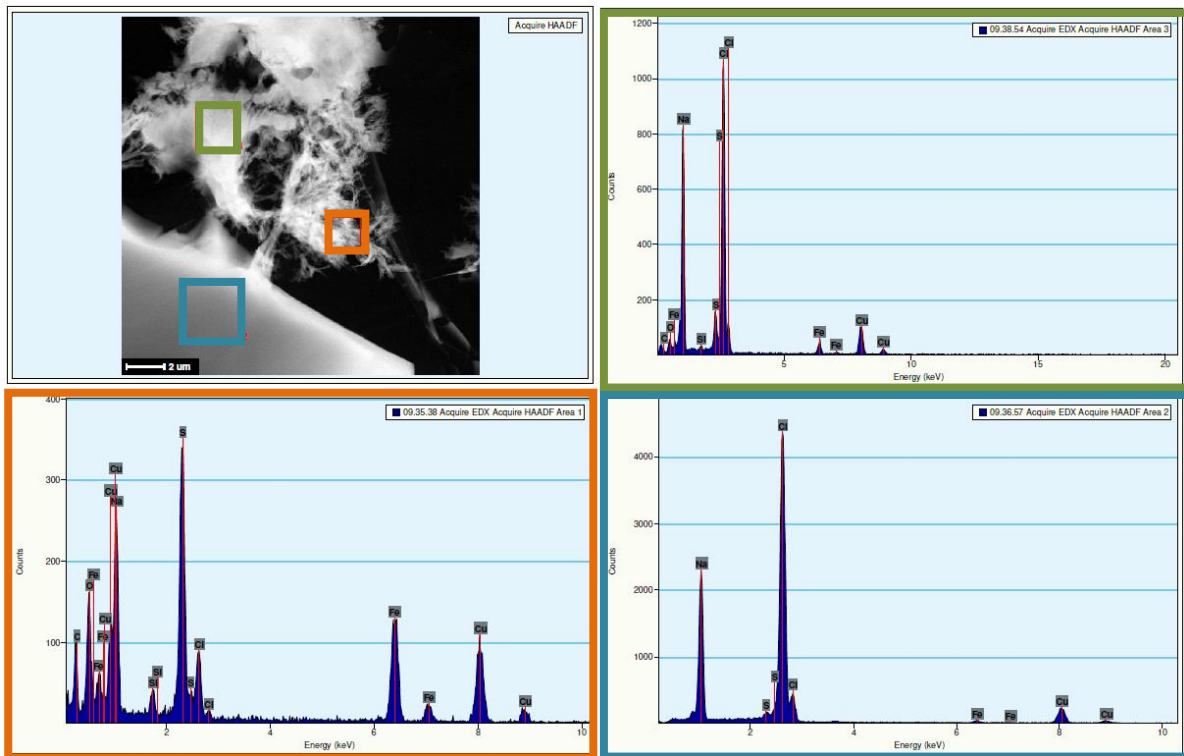 Acquire HAADF
2 um
09.38.54 Acquire EDX Acquire HAADF Area 3
Counts
1200
1000
800
600
400
200
C
O
Fe
Na
Si
S
S
Cl
Cl
Fe
Fe
Cu
Cu
5
10
15
20
Energy (keV)
09.35.38 Acquire EDX Acquire HAADF Area 1
Counts
400
300
200
100
C
O
Fe
Fe
Fe
Cu
Cu
Cu
Na
Si
Si
S
S
Cl
Cl
Fe
Fe
Cu
Cu
2
4
6
8
10
Energy (keV)
09.36.57 Acquire EDX Acquire HAADF Area 2
Counts
4000
3000
2000
1000
Na
S
S
Cl
Cl
Fe
Fe
Cu
Cu
2
4
6
8
10
Energy (keV)